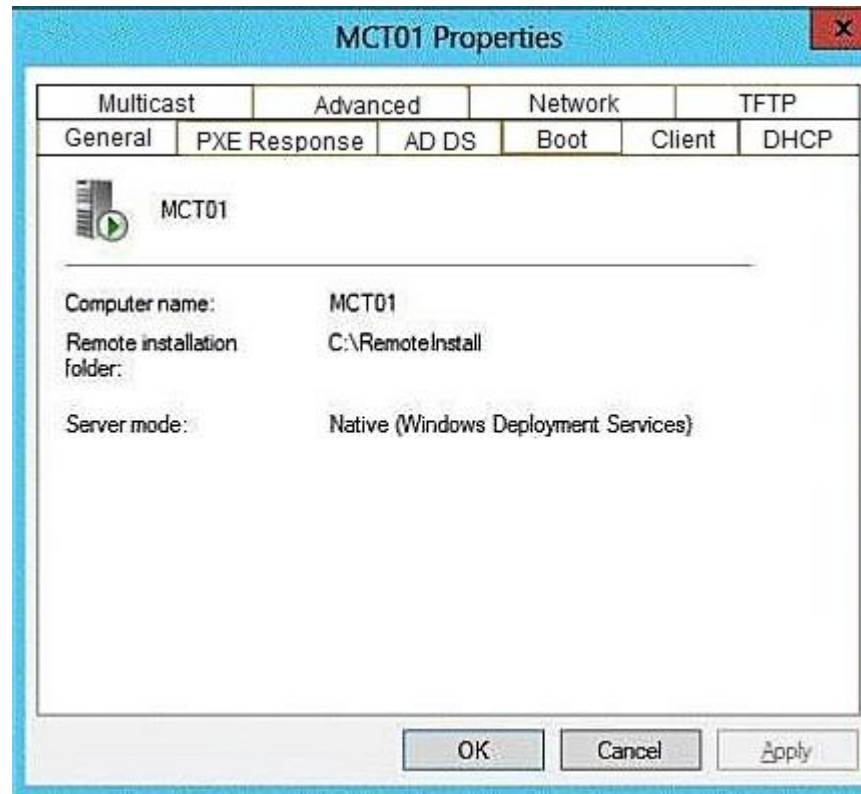 MCT01 Properties
x
Multicast Advanced Network TFTP
General PXE Response AD DS Boot Client DHCP
MCT01
Computer name: MCT01
Remote installation C:\RemoteInstall
folder:
Server mode: Native (Windows Deployment Services)
OK Cancel Apply